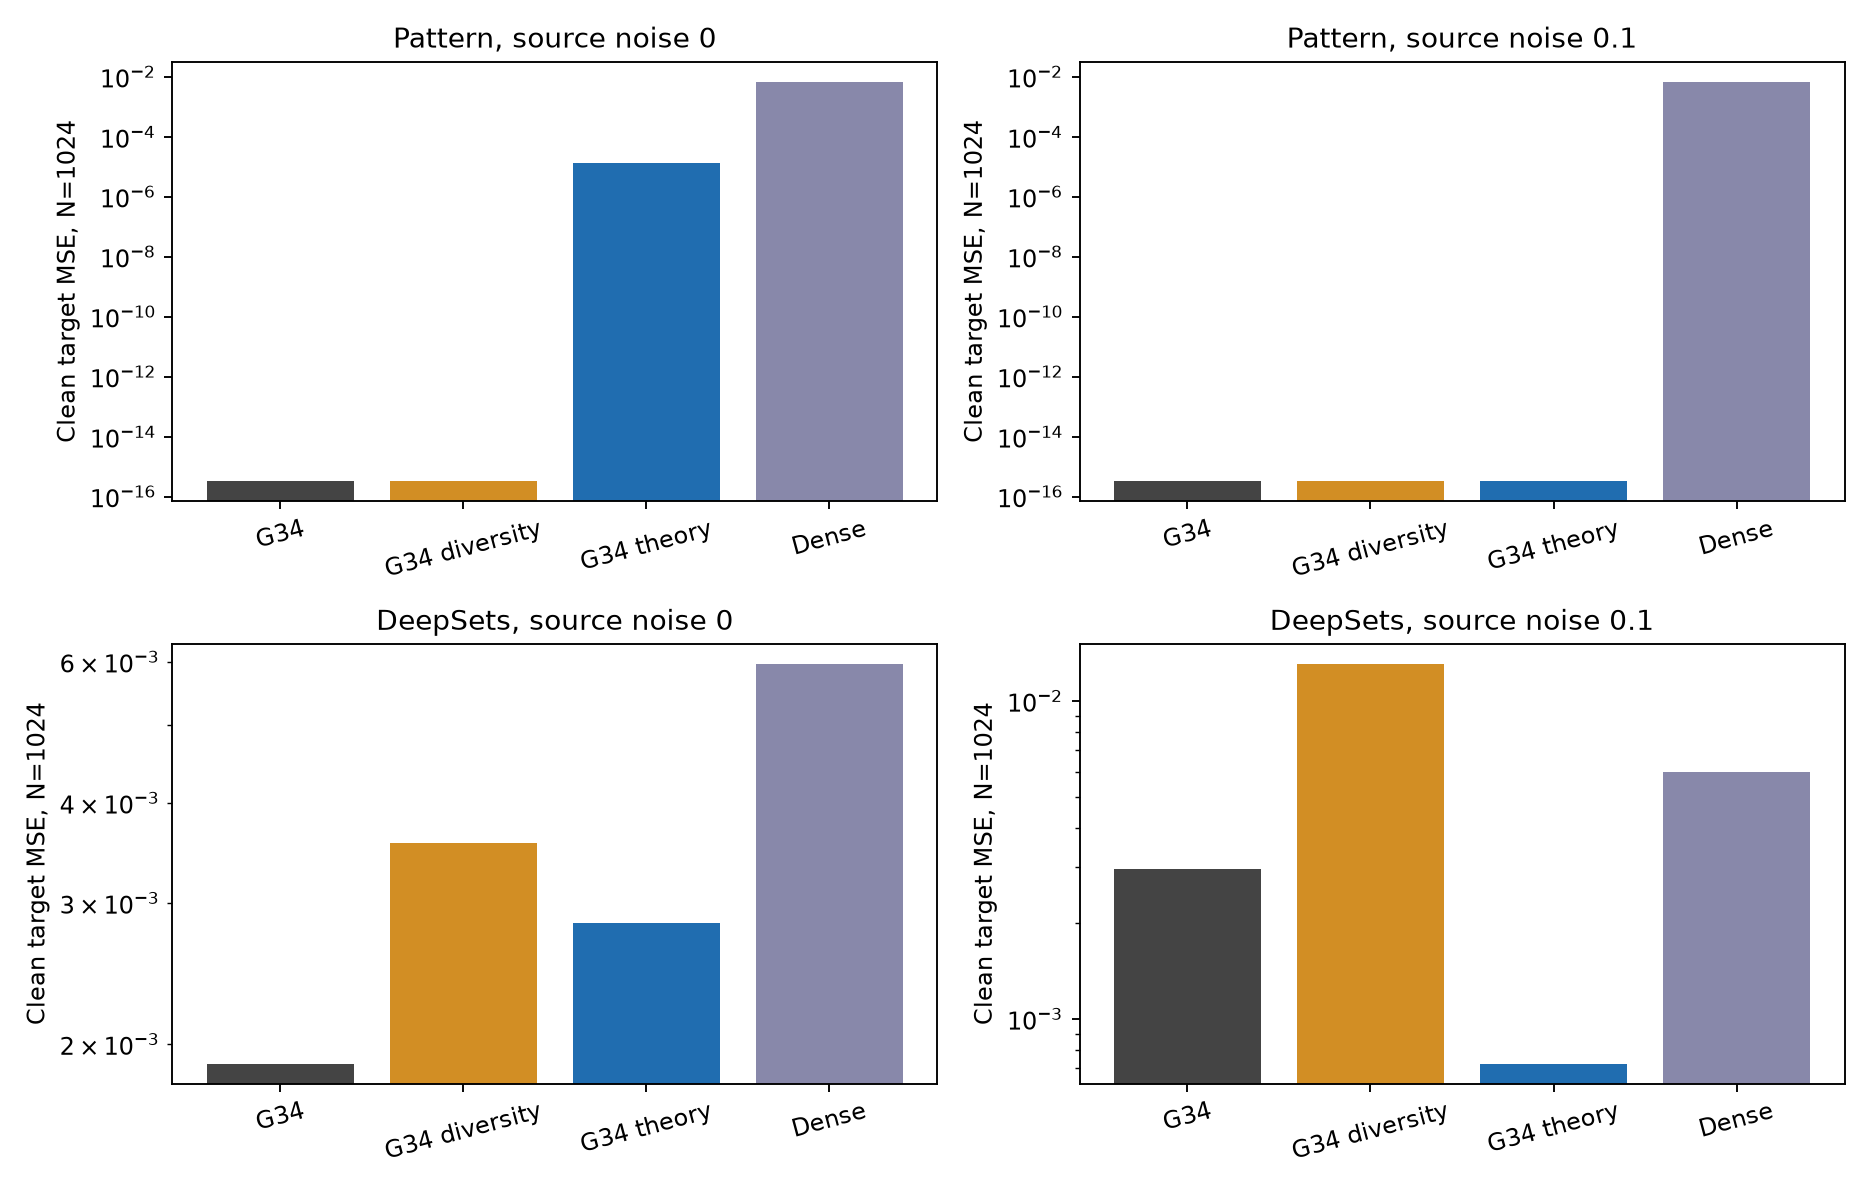 Pattern, source noise 0
Clean target MSE, N=1024
10⁻²
10⁻⁴
10⁻⁶
10⁻⁸
10⁻¹⁰
10⁻¹²
10⁻¹⁴
10⁻¹⁶
G34
G34 diversity
G34 theory
Dense
Pattern, source noise 0.1
Clean target MSE, N=1024
10⁻²
10⁻⁴
10⁻⁶
10⁻⁸
10⁻¹⁰
10⁻¹²
10⁻¹⁴
10⁻¹⁶
G34
G34 diversity
G34 theory
Dense
DeepSets, source noise 0
Clean target MSE, N=1024
6 × 10⁻³
4 × 10⁻³
3 × 10⁻³
2 × 10⁻³
G34
G34 diversity
G34 theory
Dense
DeepSets, source noise 0.1
Clean target MSE, N=1024
10⁻²
10⁻³
G34
G34 diversity
G34 theory
Dense